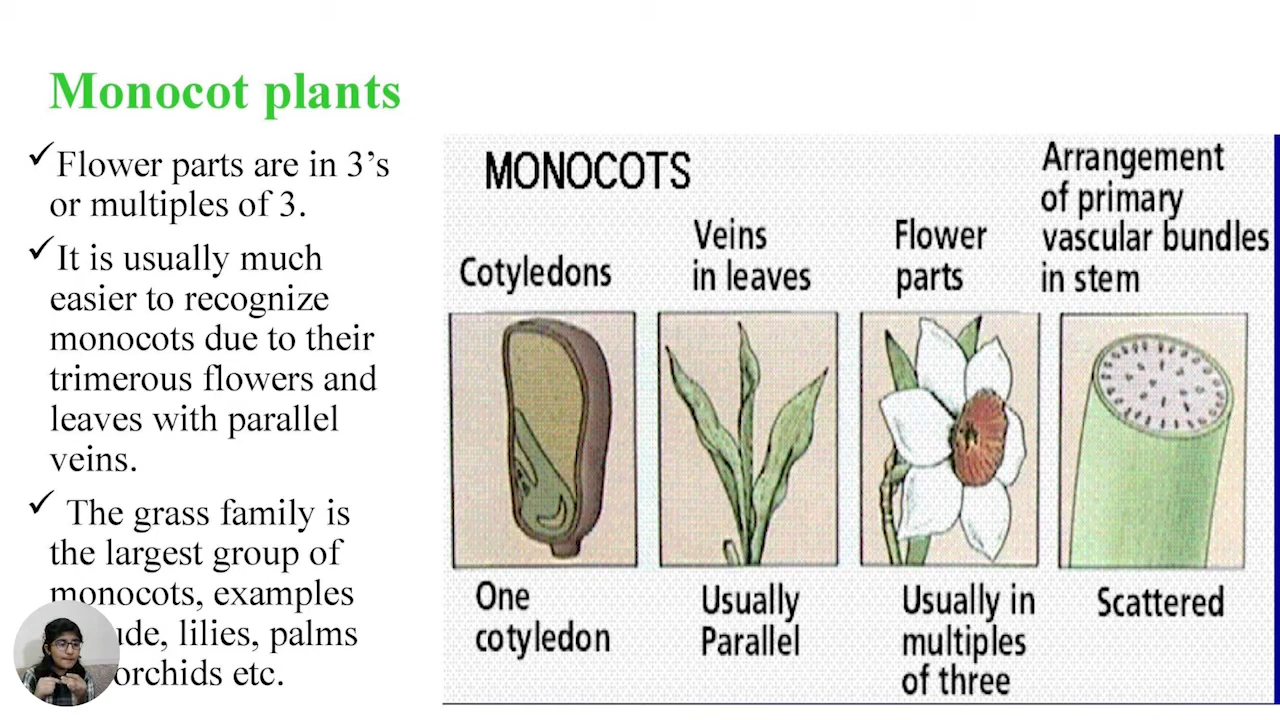 Monocot plants
✓Flower parts are in 3’s
or multiples of 3.
✓It is usually much
easier to recognize
monocots due to their
trimerous flowers and
leaves with parallel
veins.
✓ The grass family is
the largest group of
monocots, examples
lilies, palms
orchids etc.
MONOCOTS
Cotyledons
Veins
in leaves
Flower
parts
Arrangement
of primary
vascular bundles
in stem
One
cotyledon
Usually
Parallel
Usually in
multiples
of three
Scattered